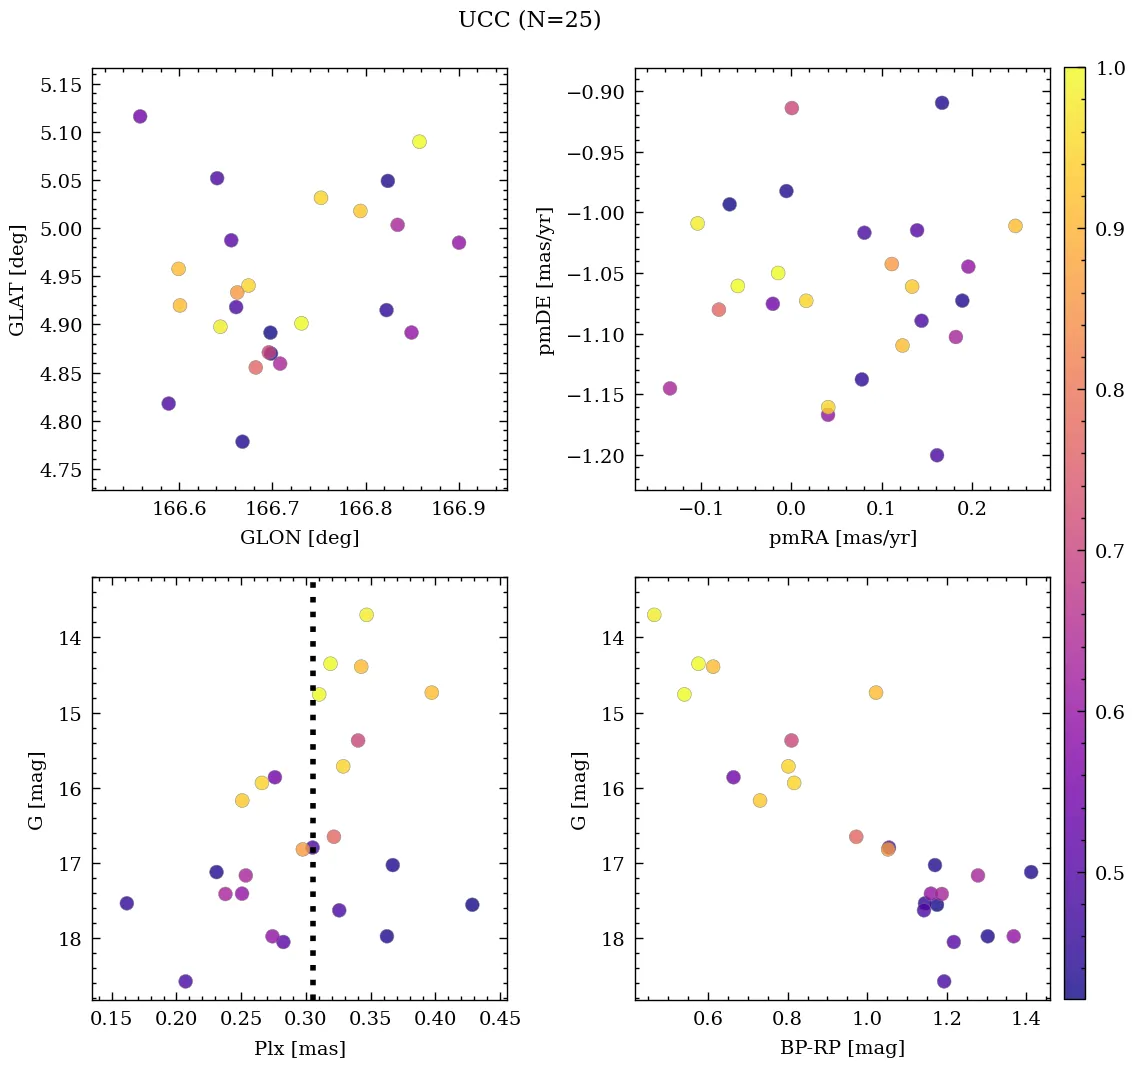 UCC (N=25)
5.15
5.10
5.05
5.00
4.95
4.90
4.85
4.80
4.75
GLAT [deg]
166.6 166.7 166.8 166.9
GLON [deg]
−0.90
−0.95
−1.00
−1.05
−1.10
−1.15
−1.20
pmDE [mas/yr]
−0.1 0.0 0.1 0.2
pmRA [mas/yr]
14
15
16
17
18
G [mag]
0.15 0.20 0.25 0.30 0.35 0.40 0.45
Plx [mas]
14
15
16
17
18
G [mag]
0.6 0.8 1.0 1.2 1.4
BP-RP [mag]
1.0
0.9
0.8
0.7
0.6
0.5